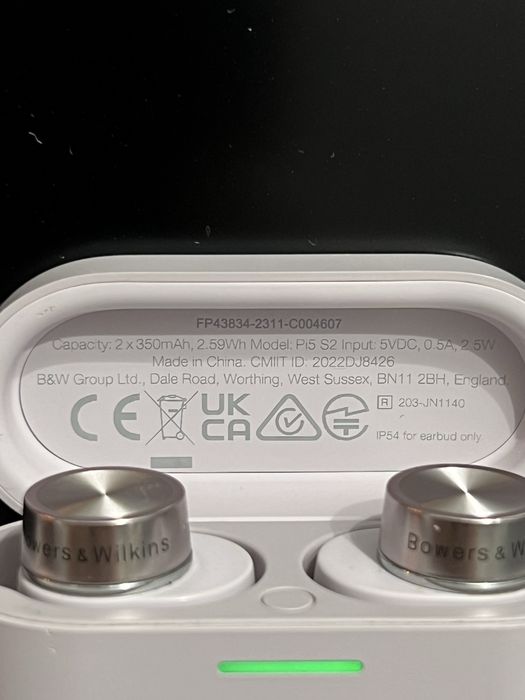 FP43834-2311-C004607
Capacity: 2 x 350mAh, 2.59Wh Model: Pi5 S2 Input: 5VDC, 0.5A, 2.5W
Made in China. CMIIT ID: 2022DJ8426
B&W Group Ltd., Dale Road, Worthing, West Sussex, BN11 2BH, England
CE UK CA R 203-JN1140
IP54 for earbud only
Bowers & Wilkins
Bowers & W